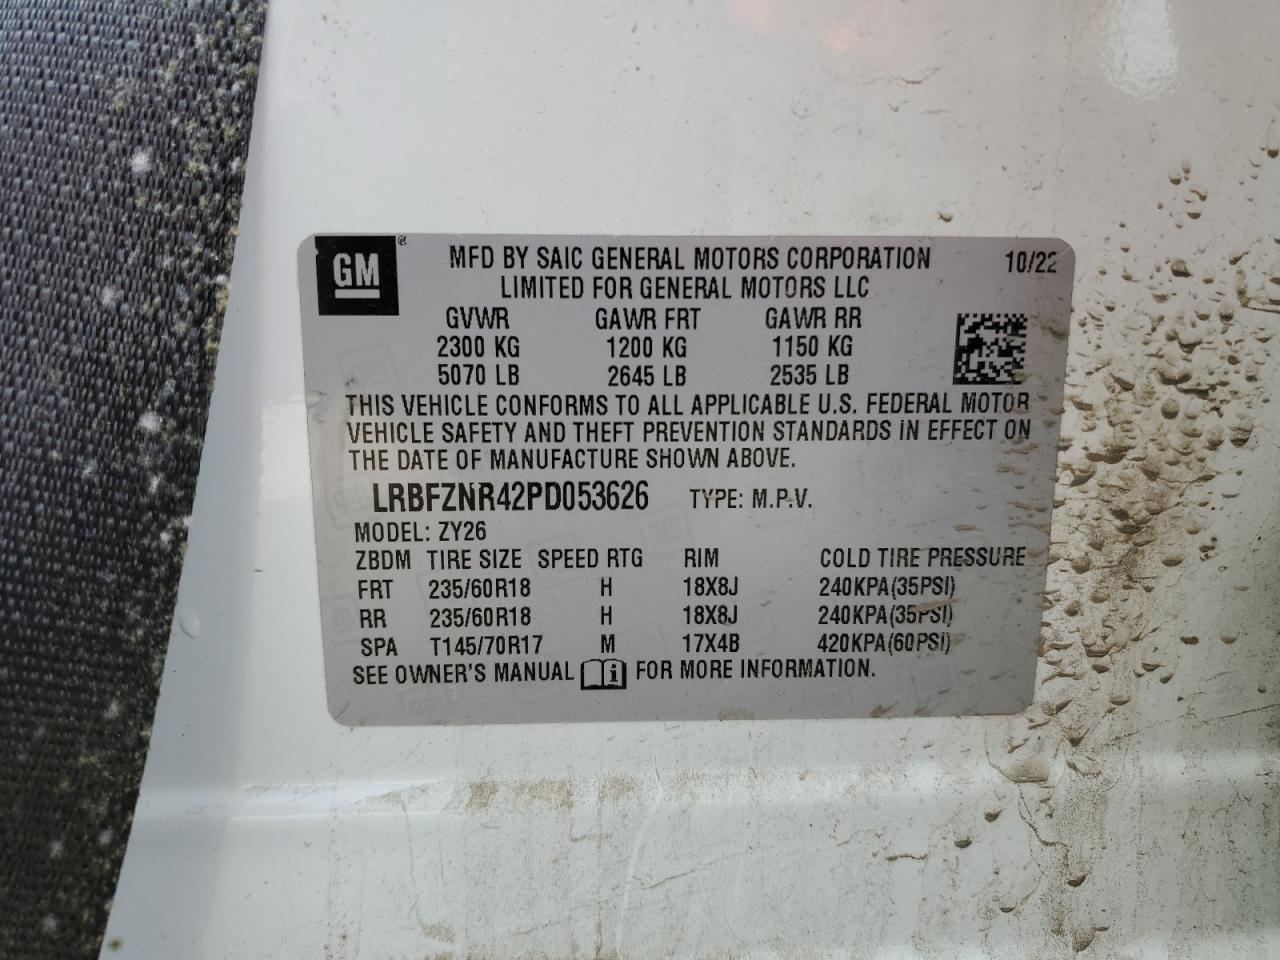 GM
MFD BY SAIC GENERAL MOTORS CORPORATION 10/22
LIMITED FOR GENERAL MOTORS LLC
GVWR GAWR FRT GAWR RR
2300 KG 1200 KG 1150 KG
5070 LB 2645 LB 2535 LB
THIS VEHICLE CONFORMS TO ALL APPLICABLE U.S. FEDERAL MOTOR
VEHICLE SAFETY AND THEFT PREVENTION STANDARDS IN EFFECT ON
THE DATE OF MANUFACTURE SHOWN ABOVE.
LRBFZNR42PD053626 TYPE: M.P.V.
MODEL: ZY26
ZBDM TIRE SIZE SPEED RTG RIM COLD TIRE PRESSURE
FRT 235/60R18 H 18X8J 240KPA(35PSI)
RR 235/60R18 H 18X8J 240KPA(35PSI)
SPA T145/70R17 M 17X4B 420KPA(60PSI)
SEE OWNER'S MANUAL i FOR MORE INFORMATION.